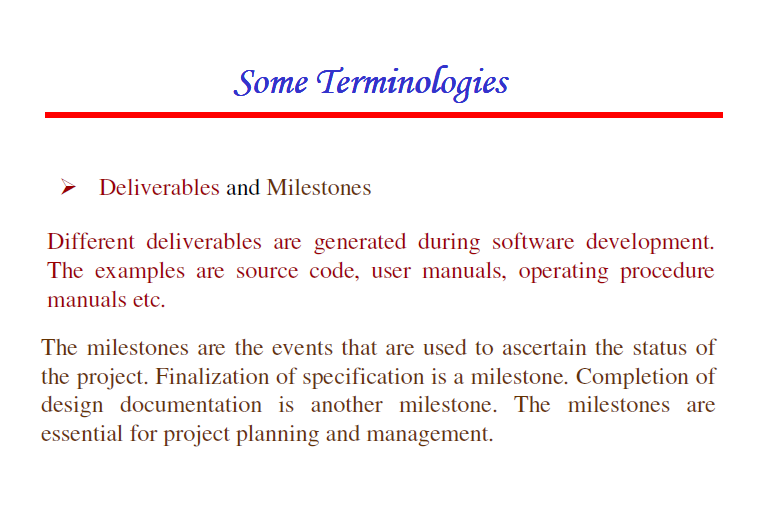 Some Terminologies
Deliverables and Milestones
Different deliverables are generated during software development.
The examples are source code, user manuals, operating procedure
manuals etc.
The milestones are the events that are used to ascertain the status of
the project. Finalization of specification is a milestone. Completion of
design documentation is another milestone. The milestones are
essential for project planning and management.